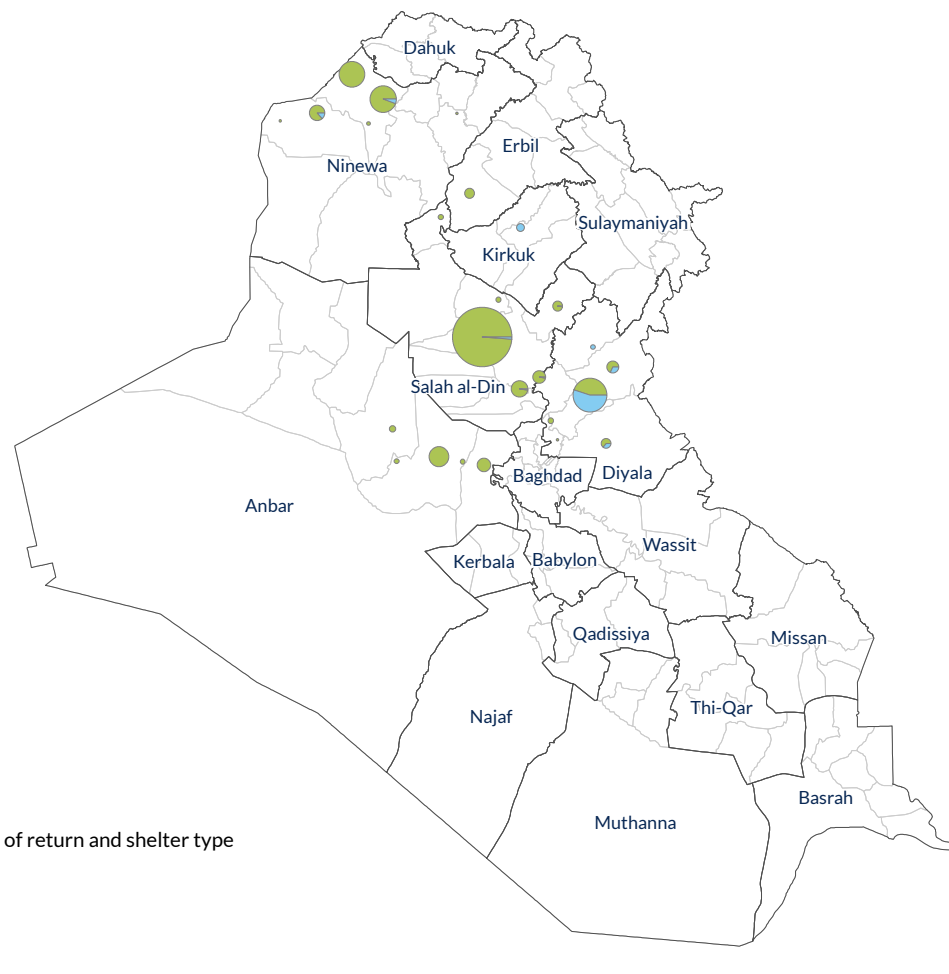 Dahuk
Erbil
Ninewa
Sulaymaniyah
Kirkuk
Salah al-Din
Baghdad
Diyala
Anbar
Wassit
Kerbala
Babylon
Qadissiya
Missan
Najaf
Thi-Qar
Basrah
Muthanna
of return and shelter type